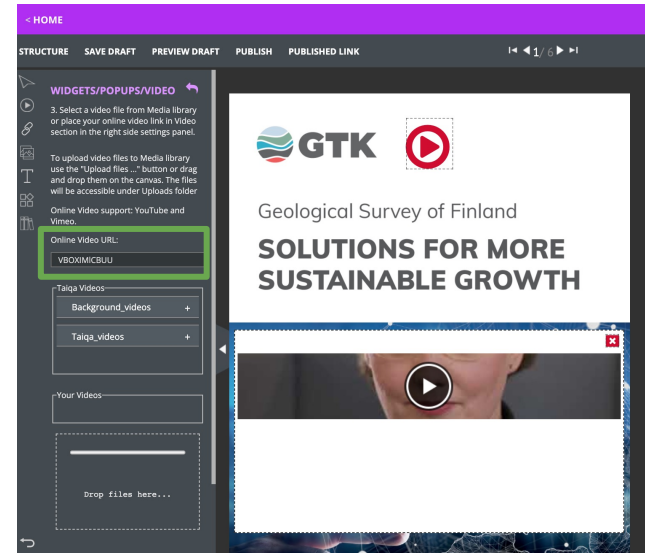 < HOME
STRUCTURE SAVE DRAFT PREVIEW DRAFT PUBLISH PUBLISHED LINK 1/ 6
WIDGETS/POPUPS/VIDEO
3. Select a video file from Media library
or place your online video link in Video
section in the right side settings panel.
To upload video files to Media library
use the "Upload files ..." button or drag
and drop them on the canvas. The files
will be accessible under Uploads folder
Online Video support: YouTube and
Vimeo.
Online Video URL:
VBOXIMICBUU
Taiqa Videos
Background_videos +
Taiqa_videos +
Your Videos
Drop files here...
GTK
Geological Survey of Finland
SOLUTIONS FOR MORE
SUSTAINABLE GROWTH